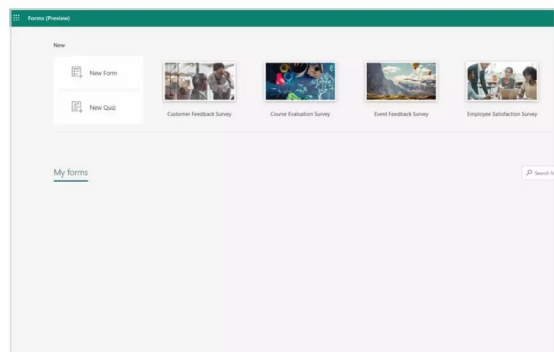 Forms (Preview)
New
New Form
New Quiz
Customer Feedback Survey
Course Evaluation Survey
Event Feedback Survey
Employee Satisfaction Survey
My forms
Search